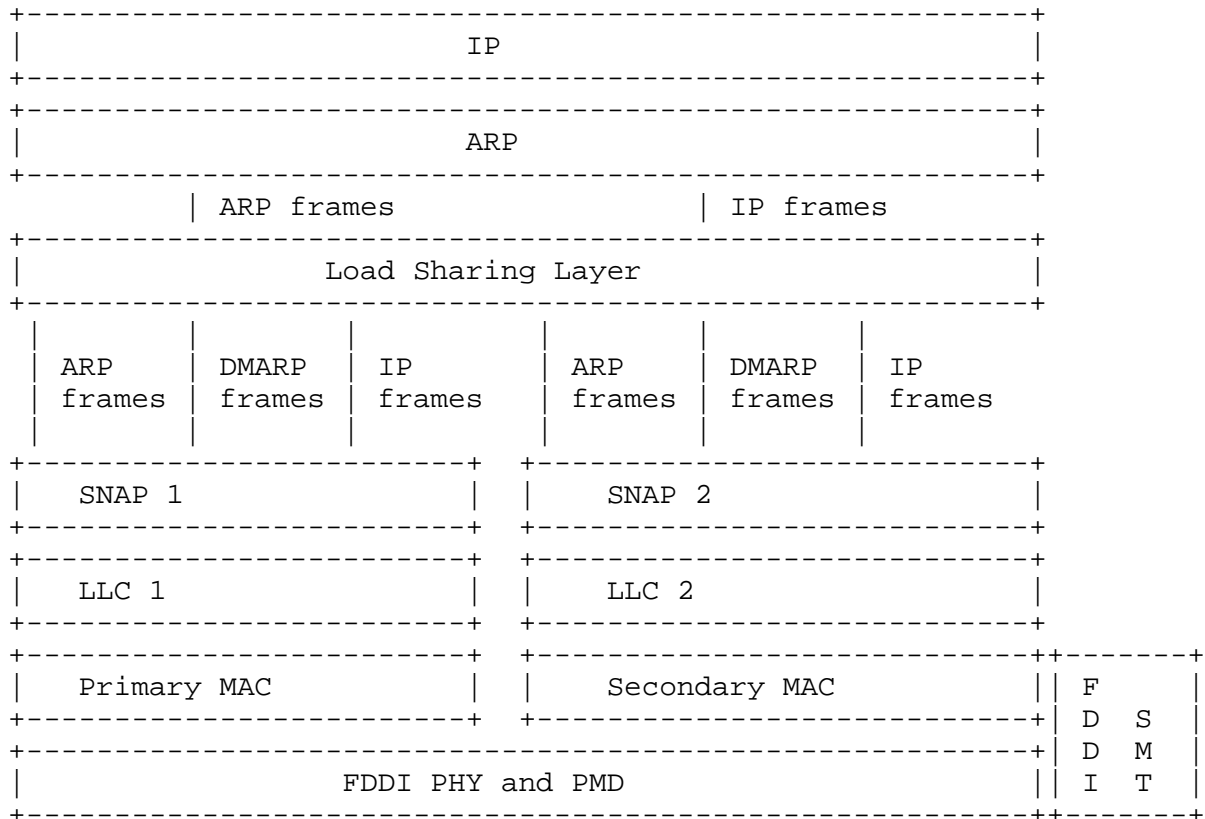 IP
ARP
ARP frames IP frames
Load Sharing Layer
ARP DMARP IP ARP DMARP IP
frames frames frames frames frames frames
SNAP 1 SNAP 2
LLC 1 LLC 2
Primary MAC Secondary MAC F
D S
D M
FDDI PHY and PMD I T